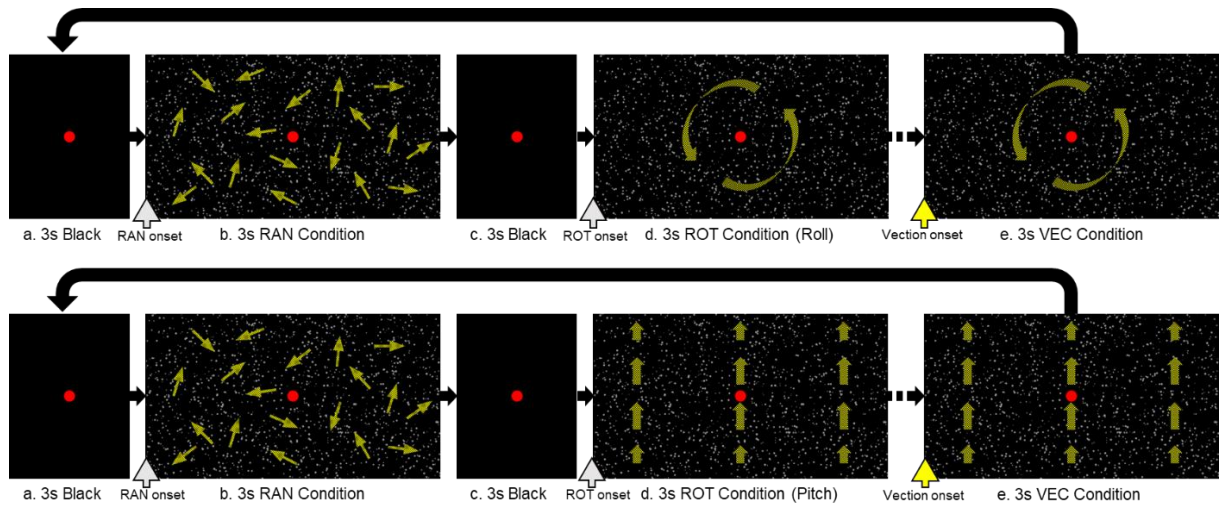 a. 3s Black RAN onset b. 3s RAN Condition c. 3s Black ROT onset d. 3s ROT Condition (Roll) Vection onset e. 3s VEC Condition
a. 3s Black RAN onset b. 3s RAN Condition c. 3s Black ROT onset d. 3s ROT Condition (Pitch) Vection onset e. 3s VEC Condition